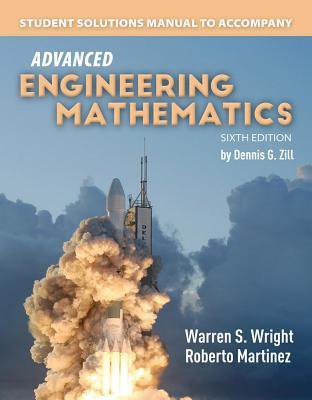 STUDENT SOLUTIONS MANUAL TO ACCOMPANY
ADVANCED
ENGINEERING
MATHEMATICS
SIXTH EDITION
by Dennis G. Zill
Warren S. Wright
Roberto Martinez